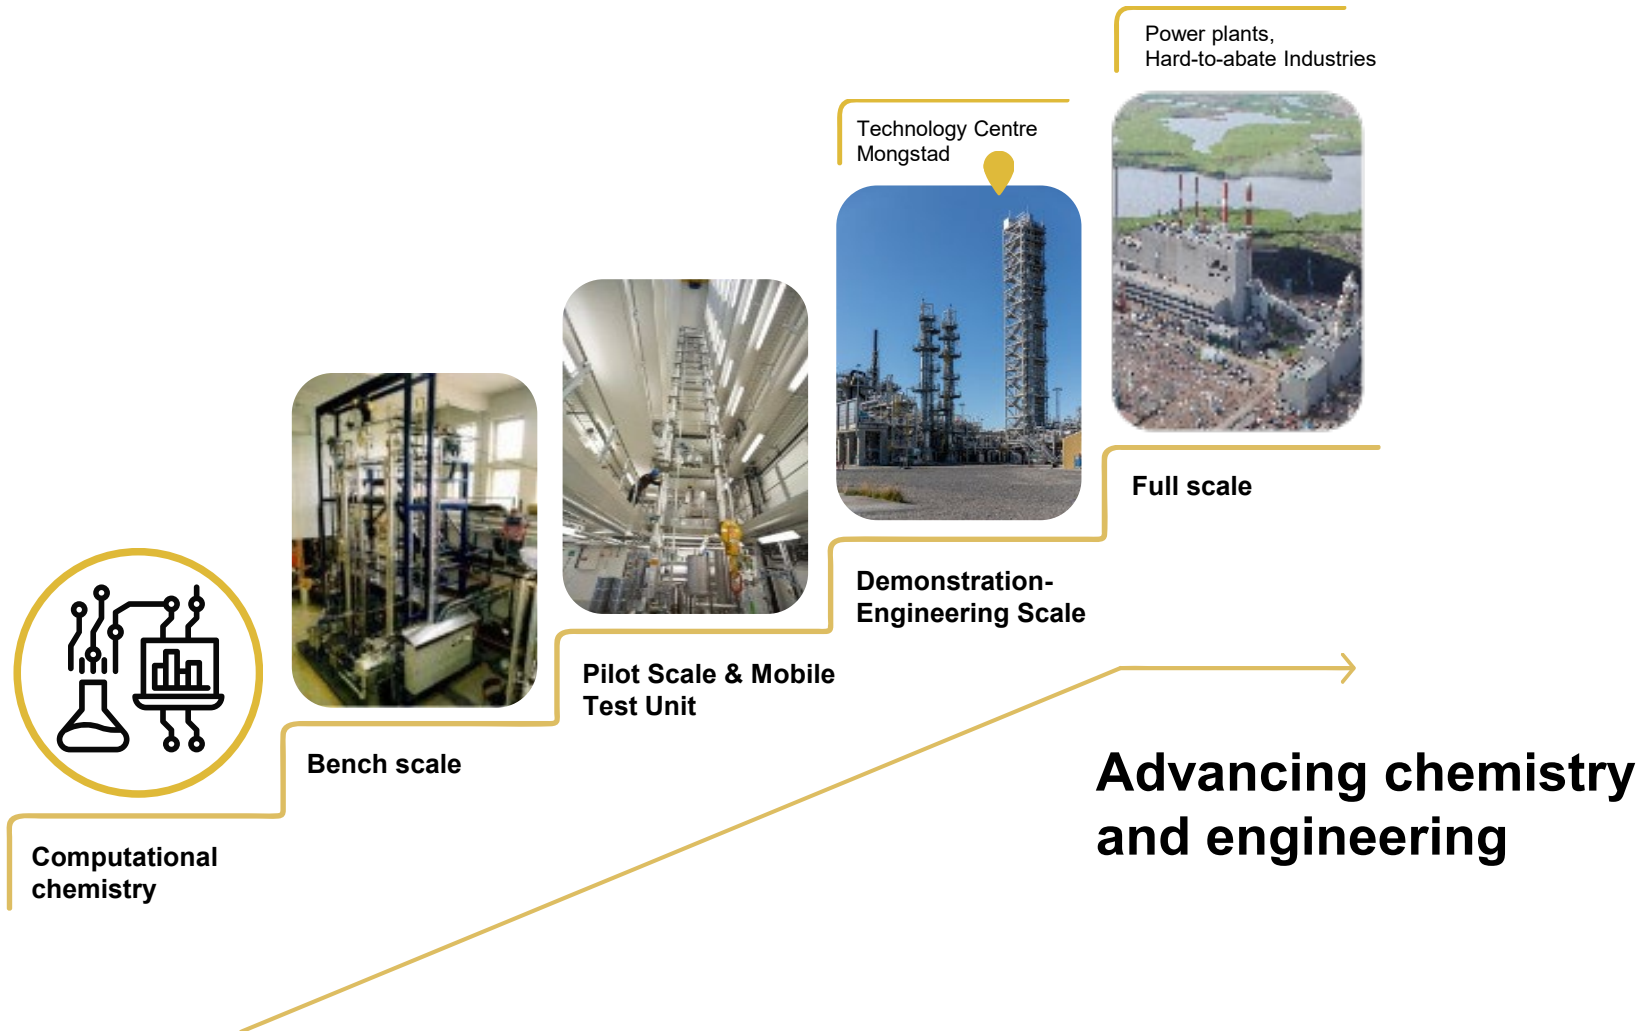 Power plants,
Hard-to-abate Industries
Technology Centre
Mongstad
Full scale
Demonstration-
Engineering Scale
Pilot Scale & Mobile
Test Unit
Bench scale
Computational
chemistry
Advancing chemistry
and engineering